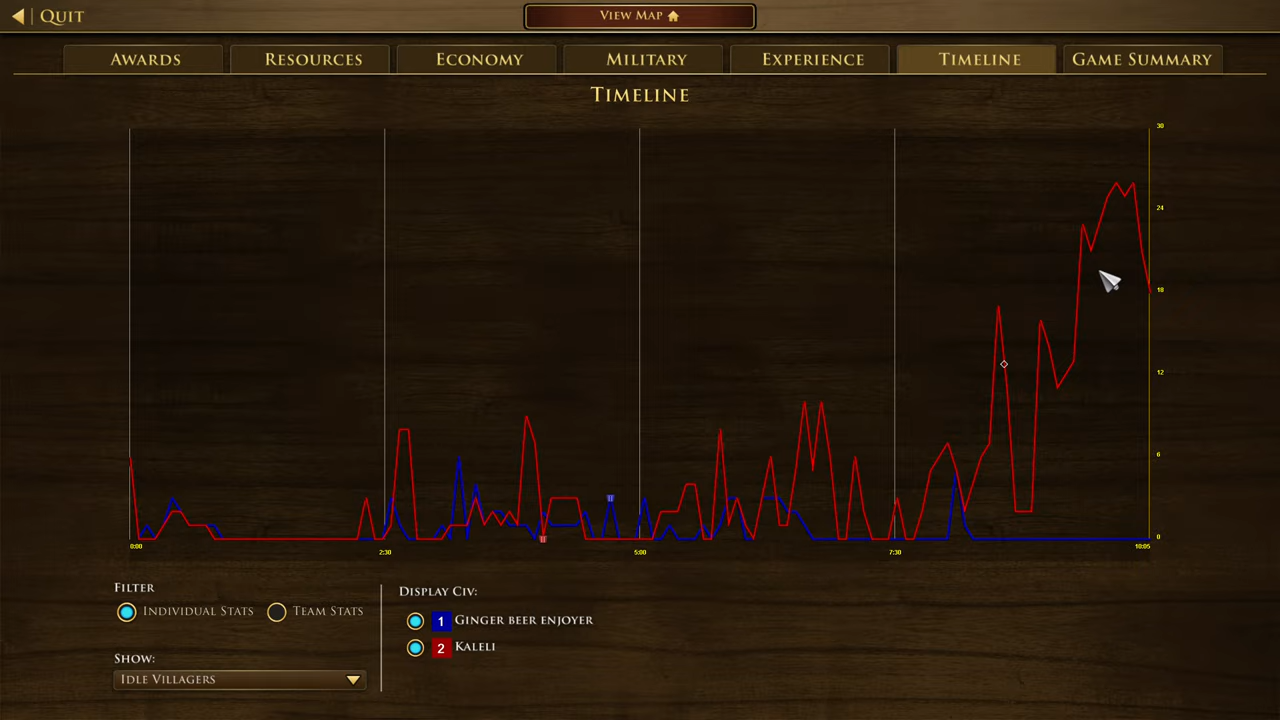 QUIT
VIEW MAP
AWARDS RESOURCES ECONOMY MILITARY EXPERIENCE TIMELINE GAME SUMMARY
TIMELINE
30
24
18
12
6
0
0:00 2:30 5:00 7:30 10:05
II
II
FILTER
INDIVIDUAL STATS TEAM STATS
SHOW:
IDLE VILLAGERS
DISPLAY CIV:
1 GINGER BEER ENJOYER
2 KALELI